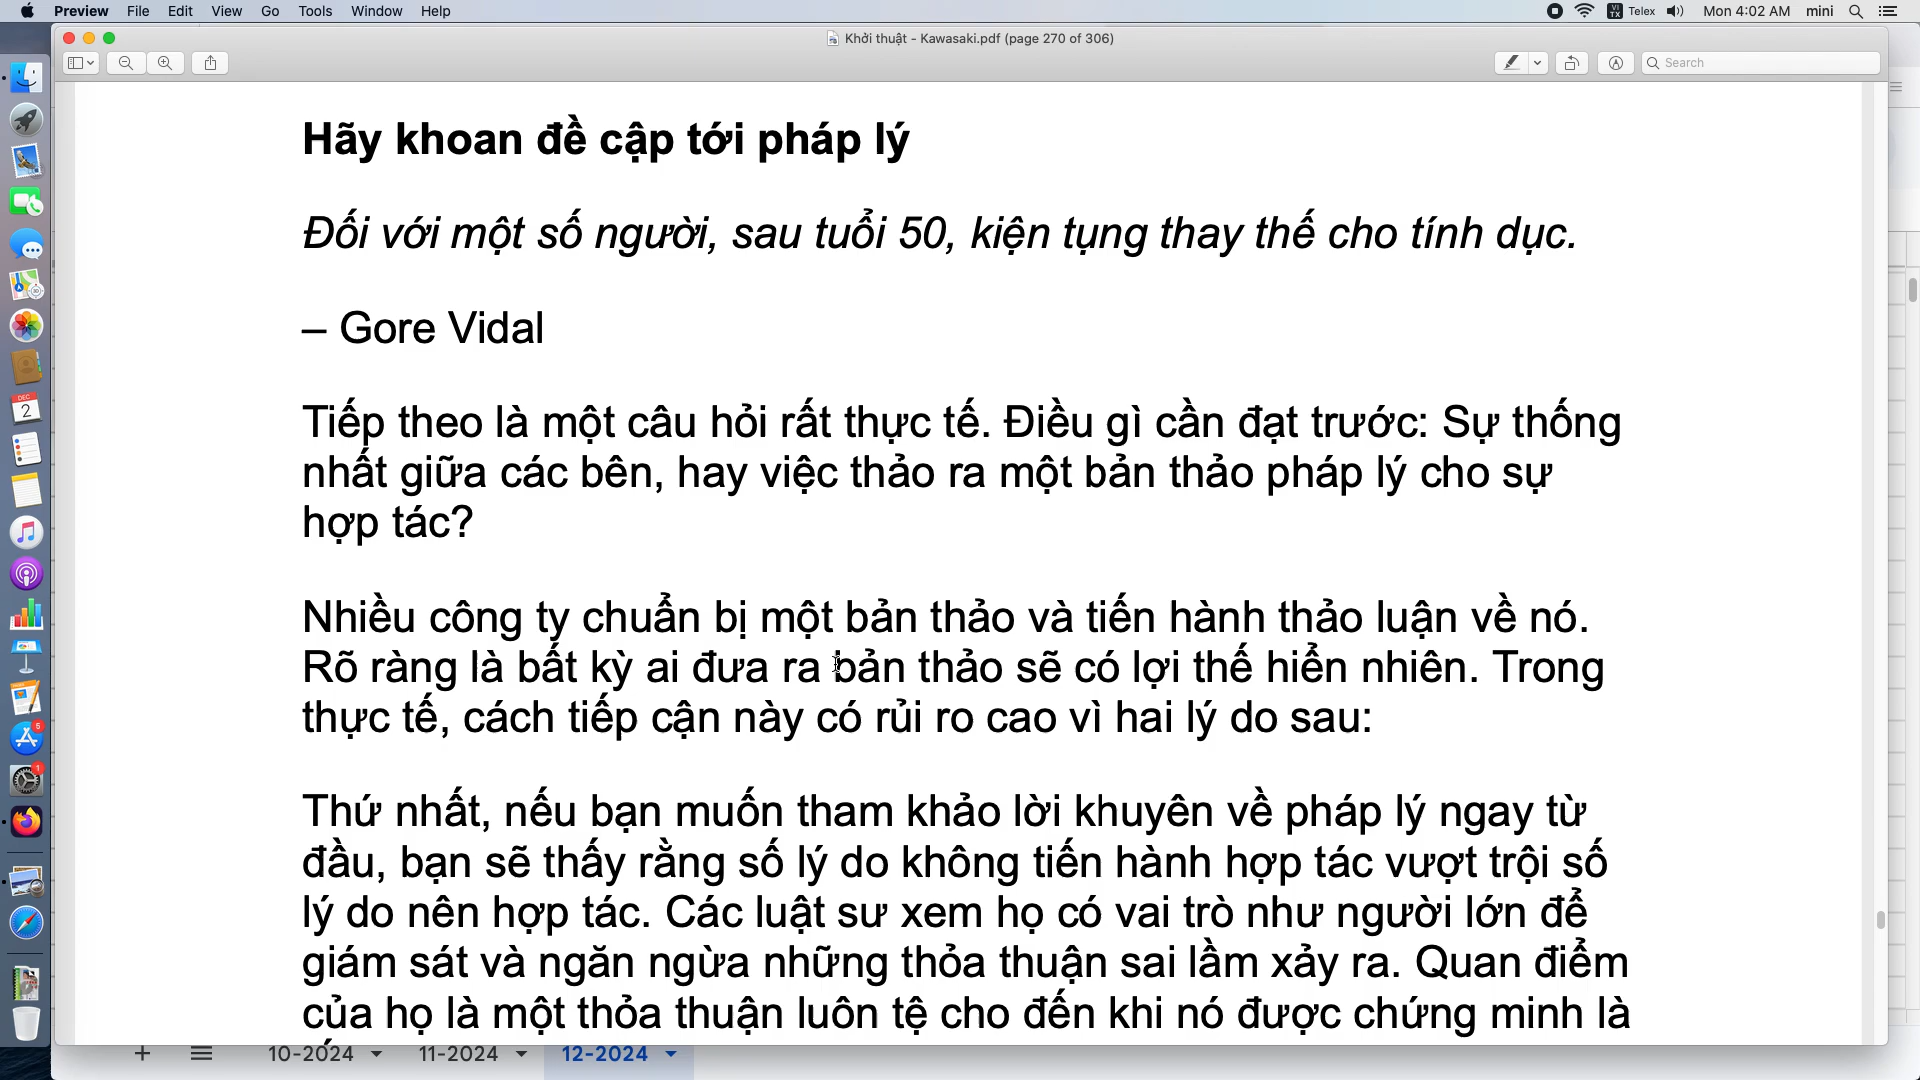 Preview File Edit View Go Tools Window Help
VI TX Telex Mon 4:02 AM mini
Khởi thuật - Kawasaki.pdf (page 270 of 306)
Search
Hãy khoan đề cập tới pháp lý
Đối với một số người, sau tuổi 50, kiện tụng thay thế cho tính dục.
– Gore Vidal
Tiếp theo là một câu hỏi rất thực tế. Điều gì cần đạt trước: Sự thống
nhất giữa các bên, hay việc thảo ra một bản thảo pháp lý cho sự
hợp tác?
Nhiều công ty chuẩn bị một bản thảo và tiến hành thảo luận về nó.
Rõ ràng là bất kỳ ai đưa ra bản thảo sẽ có lợi thế hiển nhiên. Trong
thực tế, cách tiếp cận này có rủi ro cao vì hai lý do sau:
Thứ nhất, nếu bạn muốn tham khảo lời khuyên về pháp lý ngay từ
đầu, bạn sẽ thấy rằng số lý do không tiến hành hợp tác vượt trội số
lý do nên hợp tác. Các luật sư xem họ có vai trò như người lớn để
giám sát và ngăn ngừa những thỏa thuận sai lầm xảy ra. Quan điểm
của họ là một thỏa thuận luôn tệ cho đến khi nó được chứng minh là
DEC
2
5
1
10-2024 11-2024 12-2024